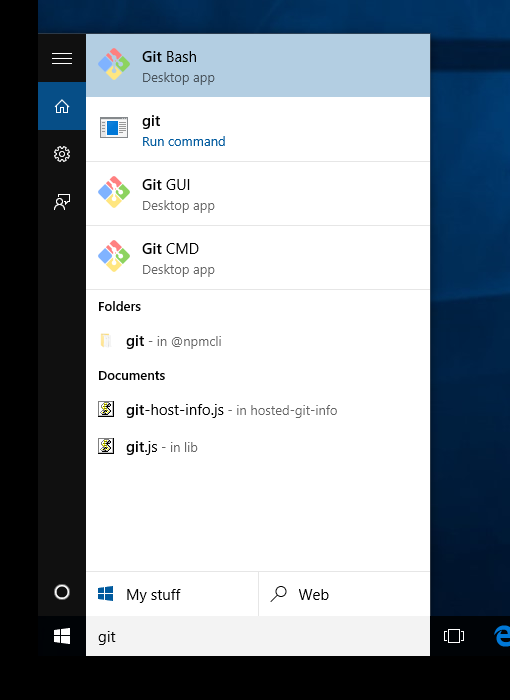 Git Bash
Desktop app
git
Run command
Git GUI
Desktop app
Git CMD
Desktop app
Folders
git - in @npmcli
Documents
git-host-info.js - in hosted-git-info
git.js - in lib
My stuff
Web
git